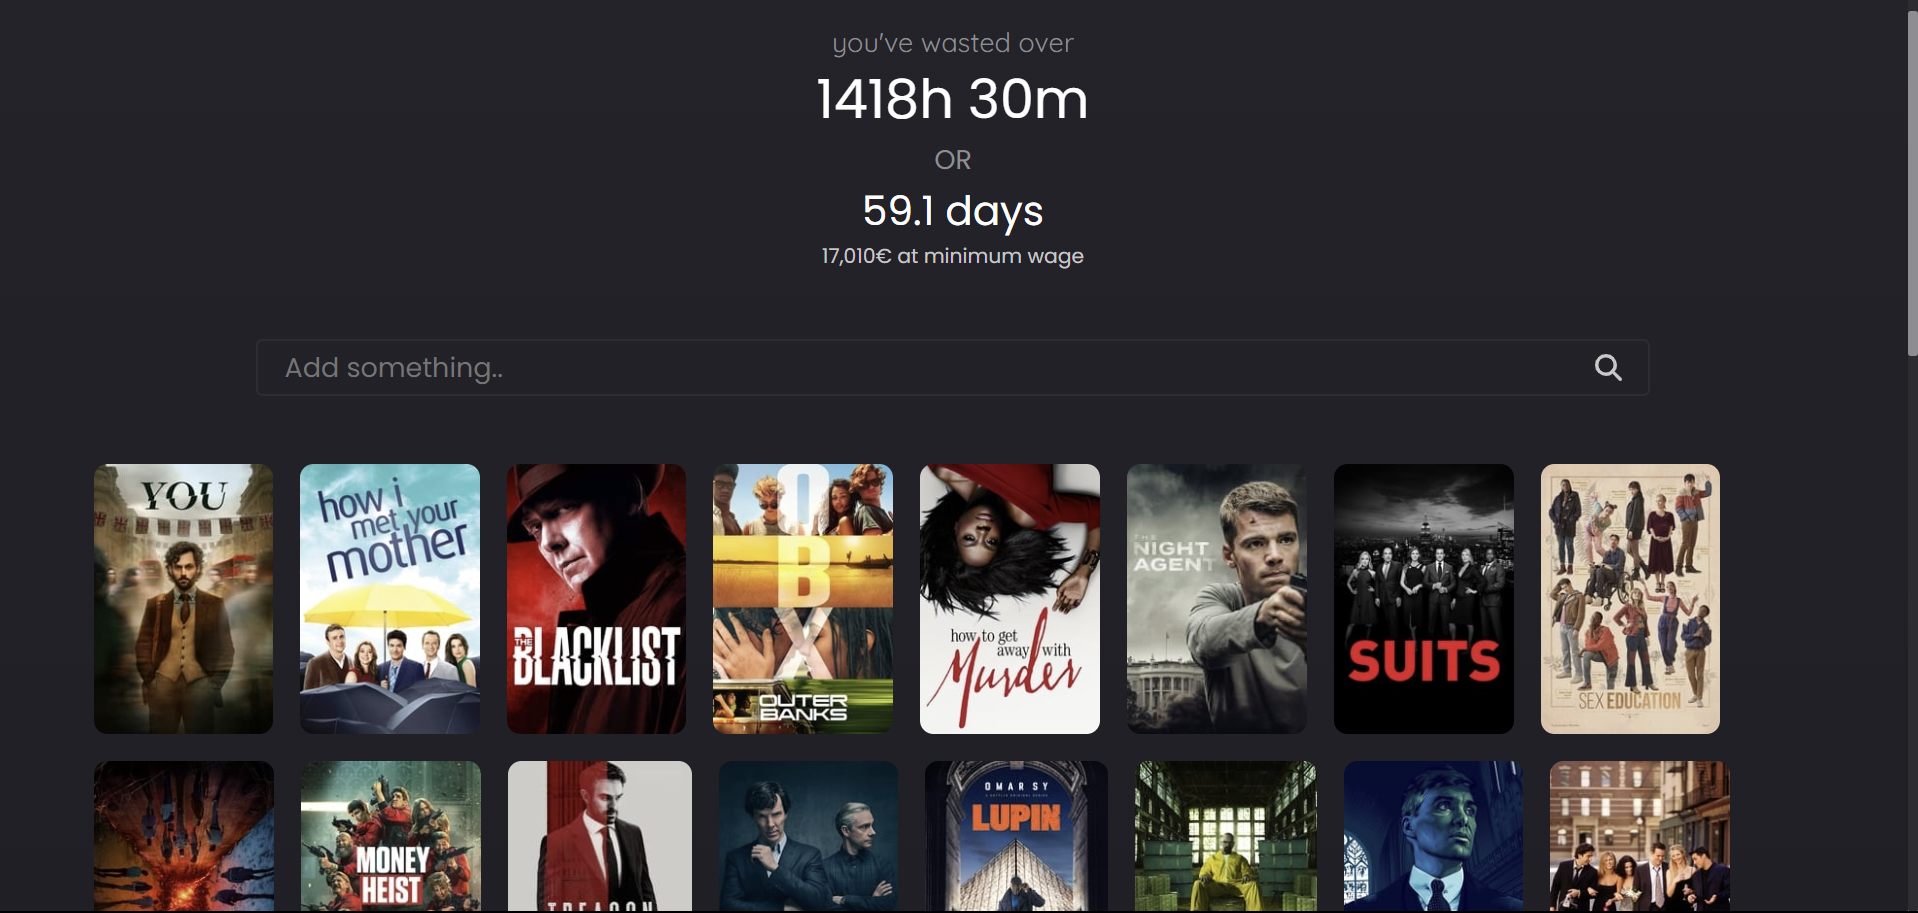 you've wasted over
1418h 30m
OR
59.1 days
17,010€ at minimum wage
Add something..
YOU
how i
met your
mother
THE
BLACKLIST
O
B
X
OUTER
BANKS
how to get
away with
Murder
THE
NIGHT
AGENT
SUITS
SEX EDUCATION
MONEY
HEIST
TREASON
OMAR SY
LUPIN